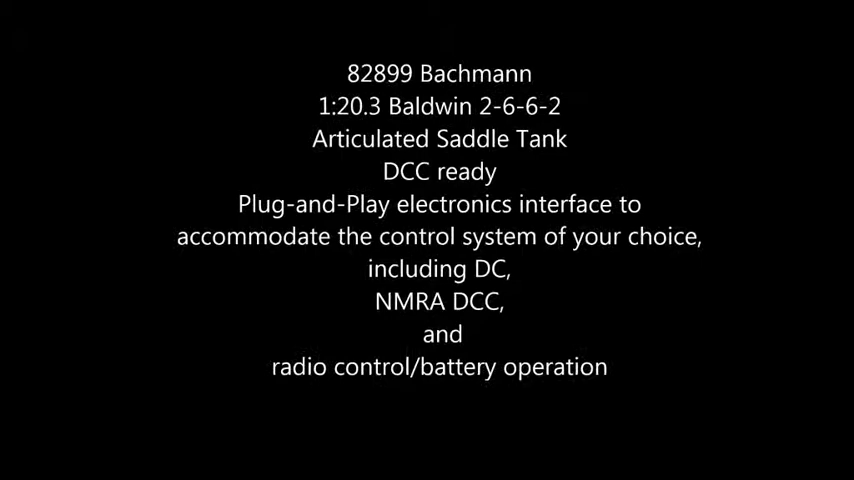 82899 Bachmann
1:20.3 Baldwin 2-6-6-2
Articulated Saddle Tank
DCC ready
Plug-and-Play electronics interface to
accommodate the control system of your choice,
including DC,
NMRA DCC,
and
radio control/battery operation